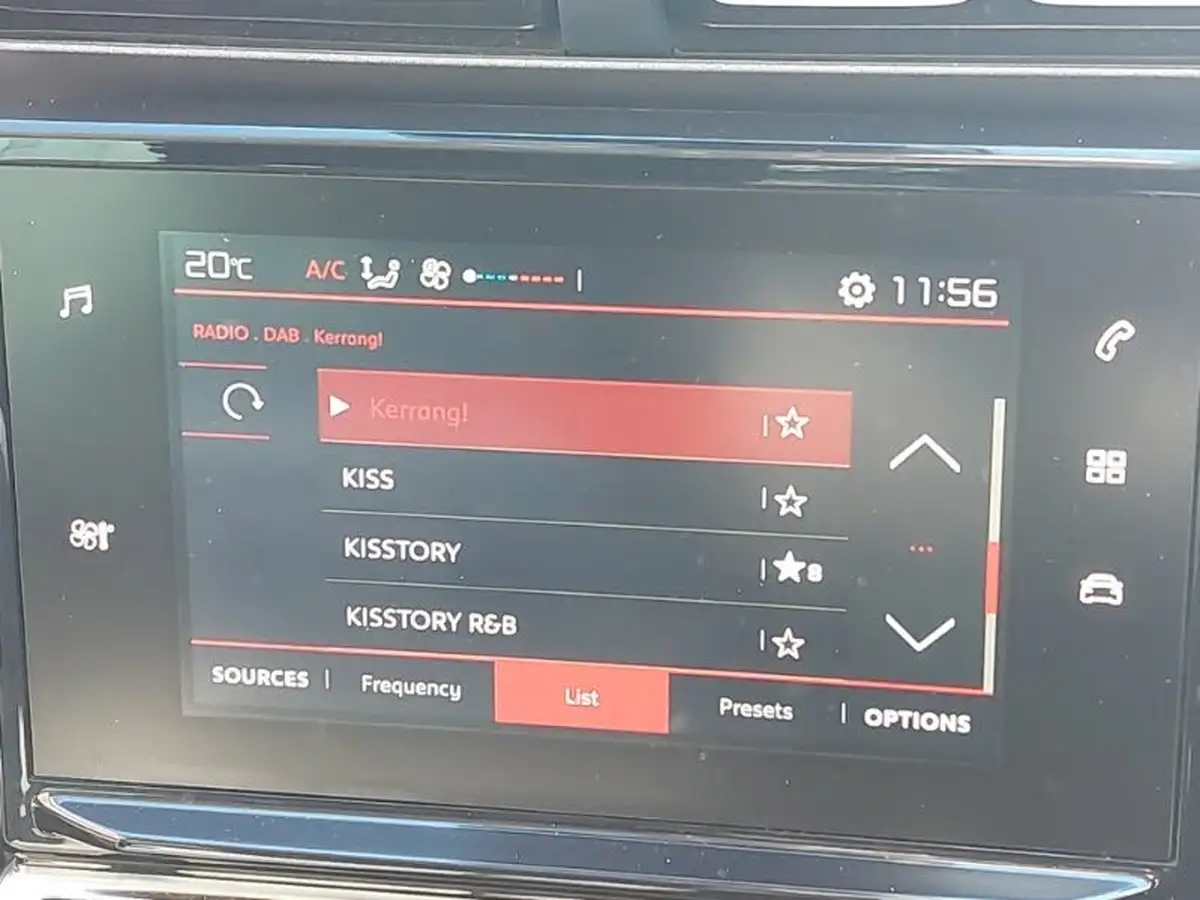 20°C A/C 11:56
RADIO . DAB . Kerrang!
Kerrang!
KISS
KISSTORY
8
KISSTORY R&B
SOURCES | Frequency List Presets | OPTIONS